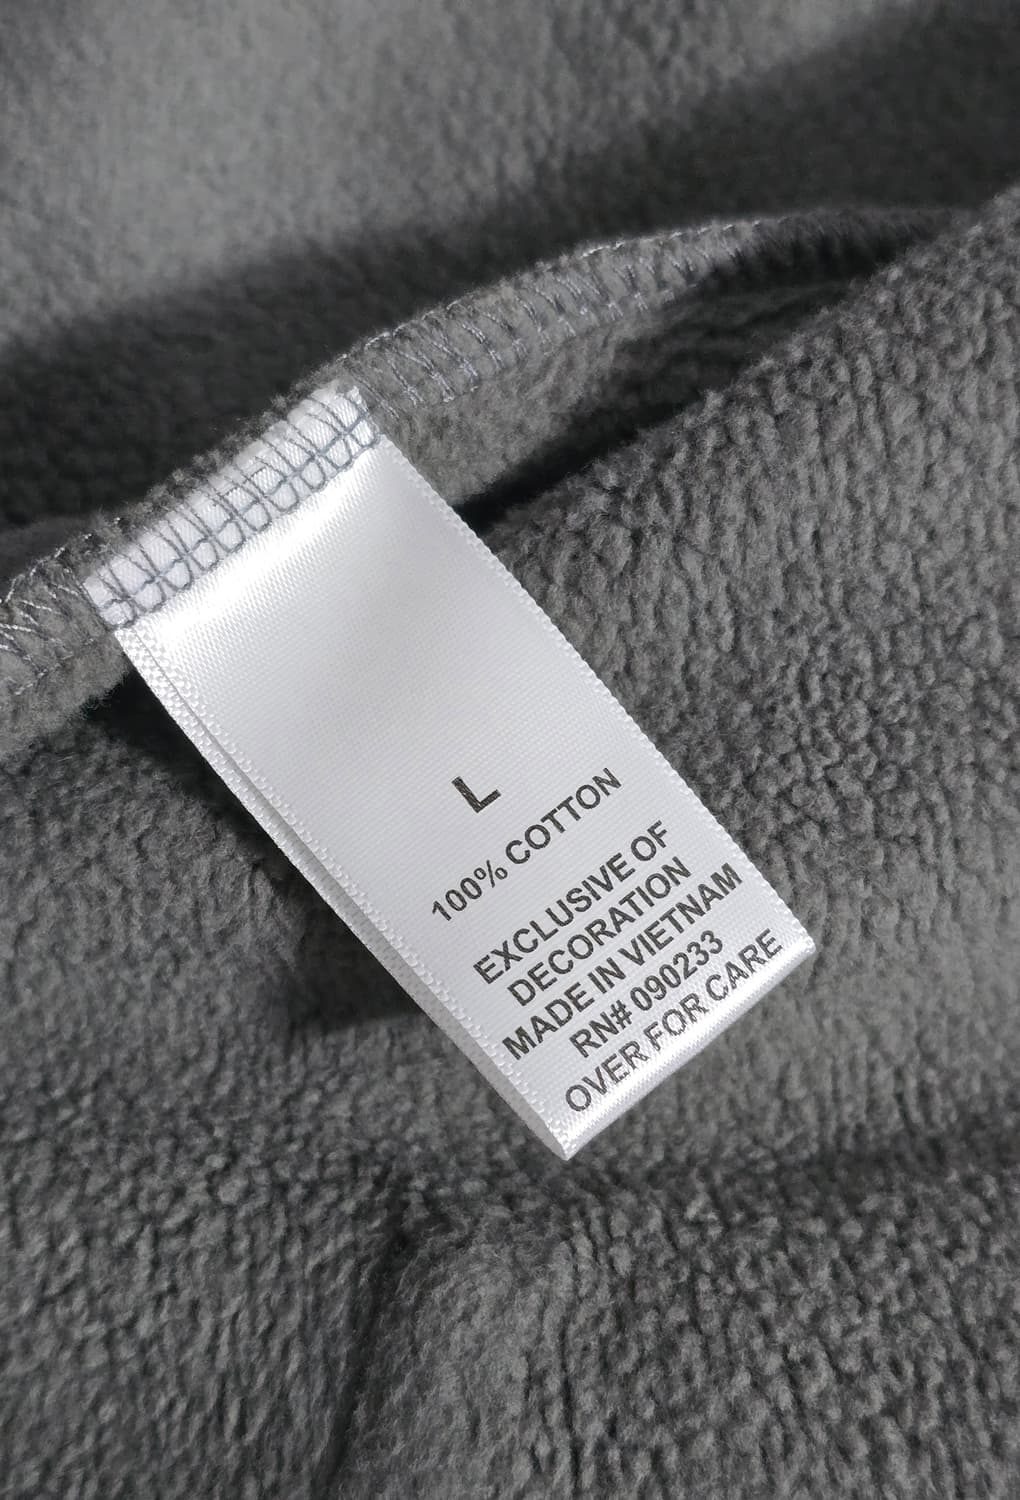 L
100% COTTON
EXCLUSIVE OF
DECORATION
MADE IN VIETNAM
RN# 090233
OVER FOR CARE